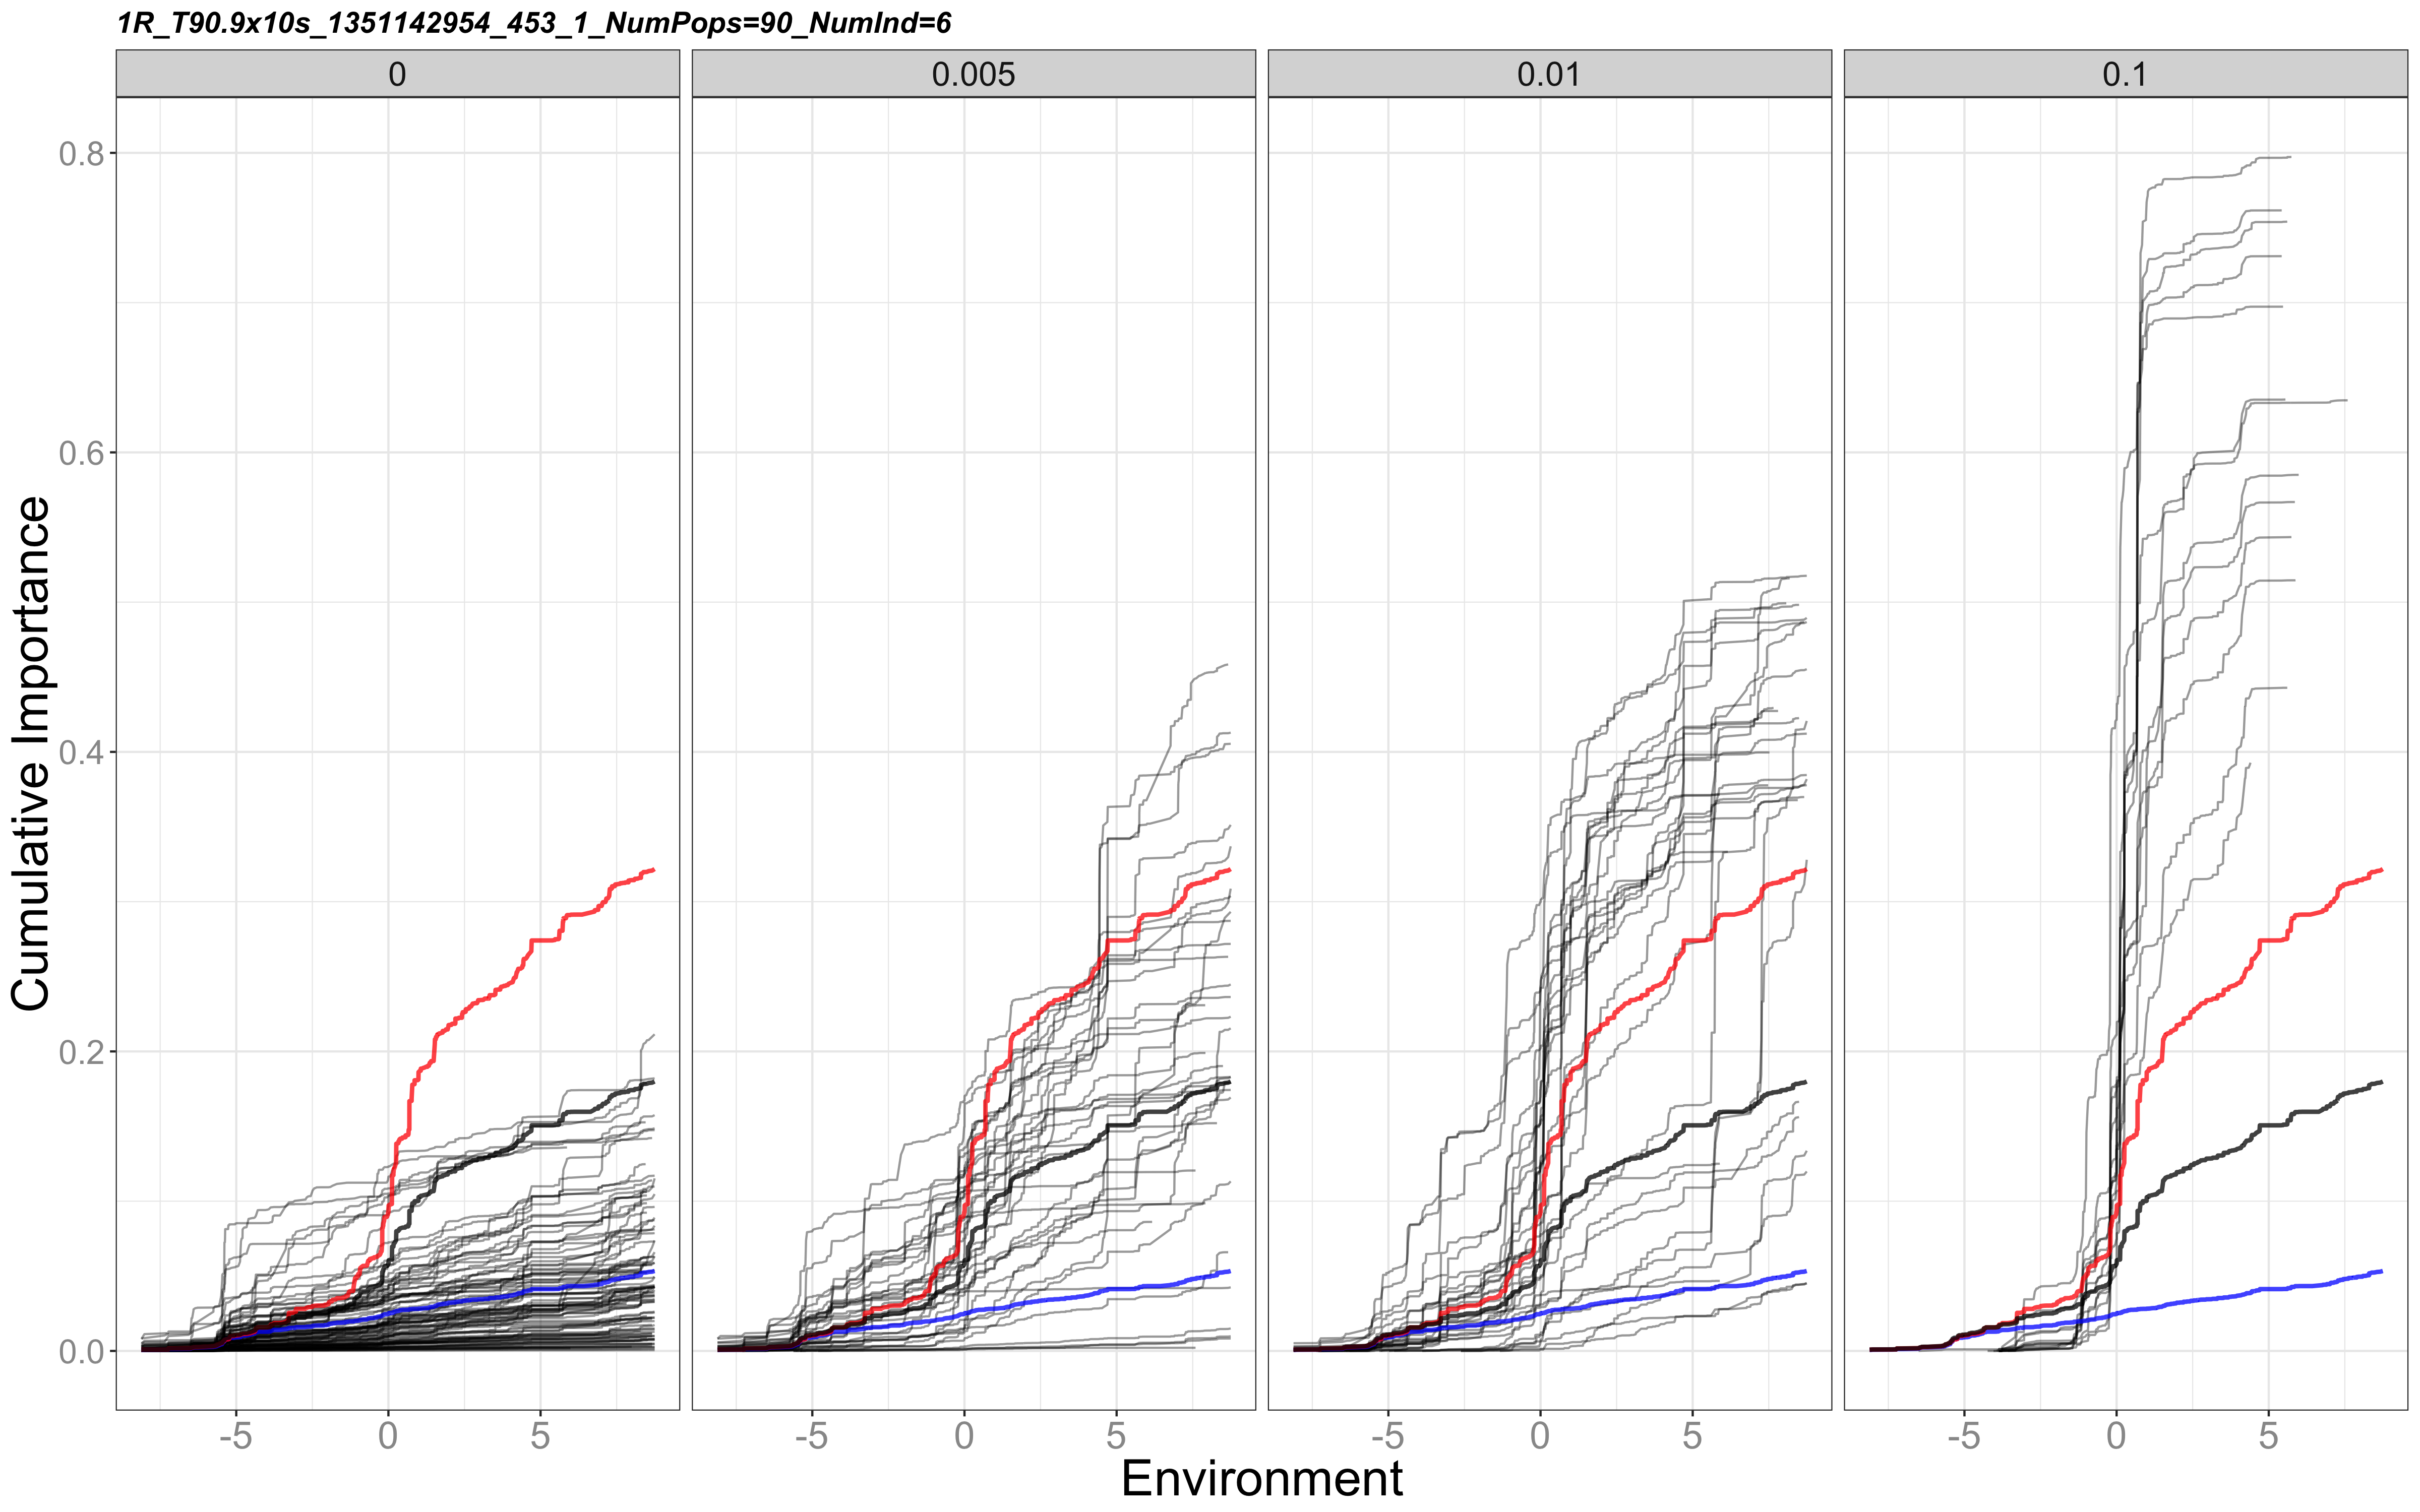 1R_T90.9x10s_1351142954_453_1_NumPops=90_NumInd=6
0 0.005 0.01 0.1
Cumulative Importance
0.8
0.6
0.4
0.2
0.0
-5 0 5 -5 0 5 -5 0 5 -5 0 5
Environment